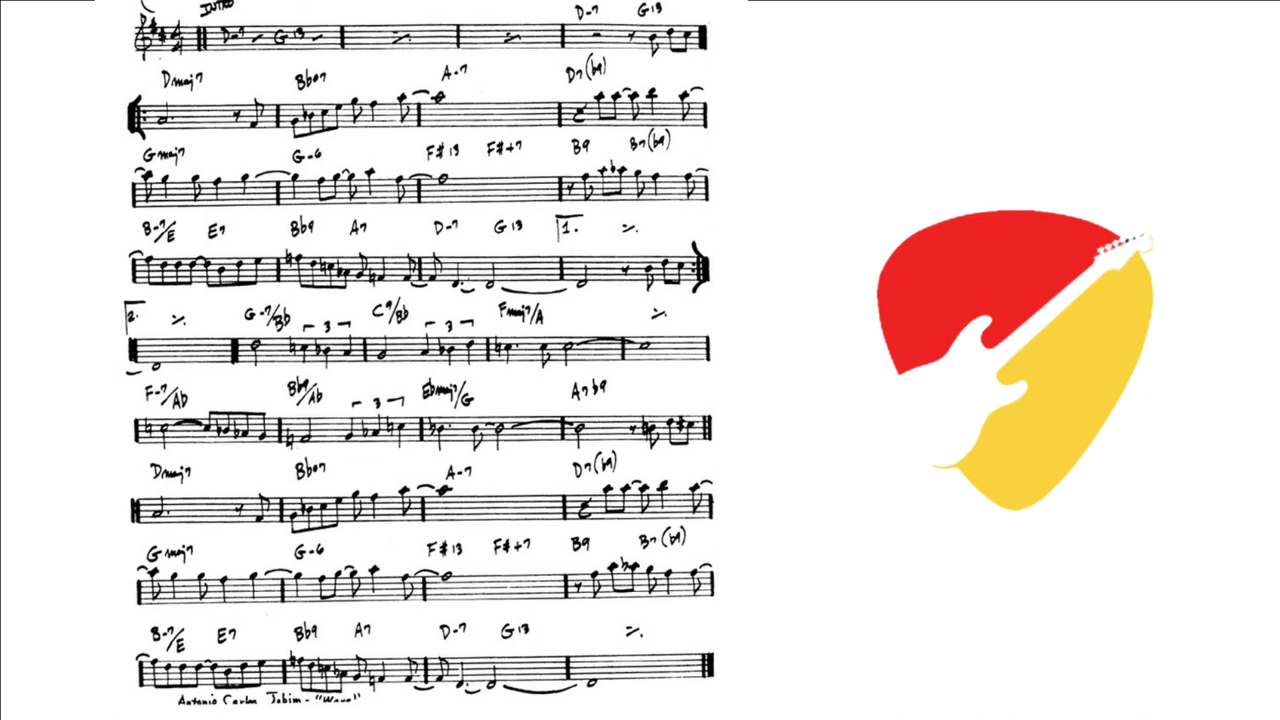 INTRO
D-7 G13 D-7 G13
Dmaj7 Bbo7 A-7 D7(b9)
Gmaj7 G-6 F#13 F#+7 B9 B7(b9)
B-7/E E7 Bb9 A7 D-7 G13 1.
2. G-7/Bb 3 C7/Bb 3 Fmaj7/A
F-7/Ab Bb9/Ab 3 Ebmaj7/G A7b9
Dmaj7 Bbo7 A-7 D7(b9)
Gmaj7 G-6 F#13 F#+7 B9 B7(b9)
B-7/E E7 Bb9 A7 D-7 G13
Antonio Carlos Jobim - "Wave"